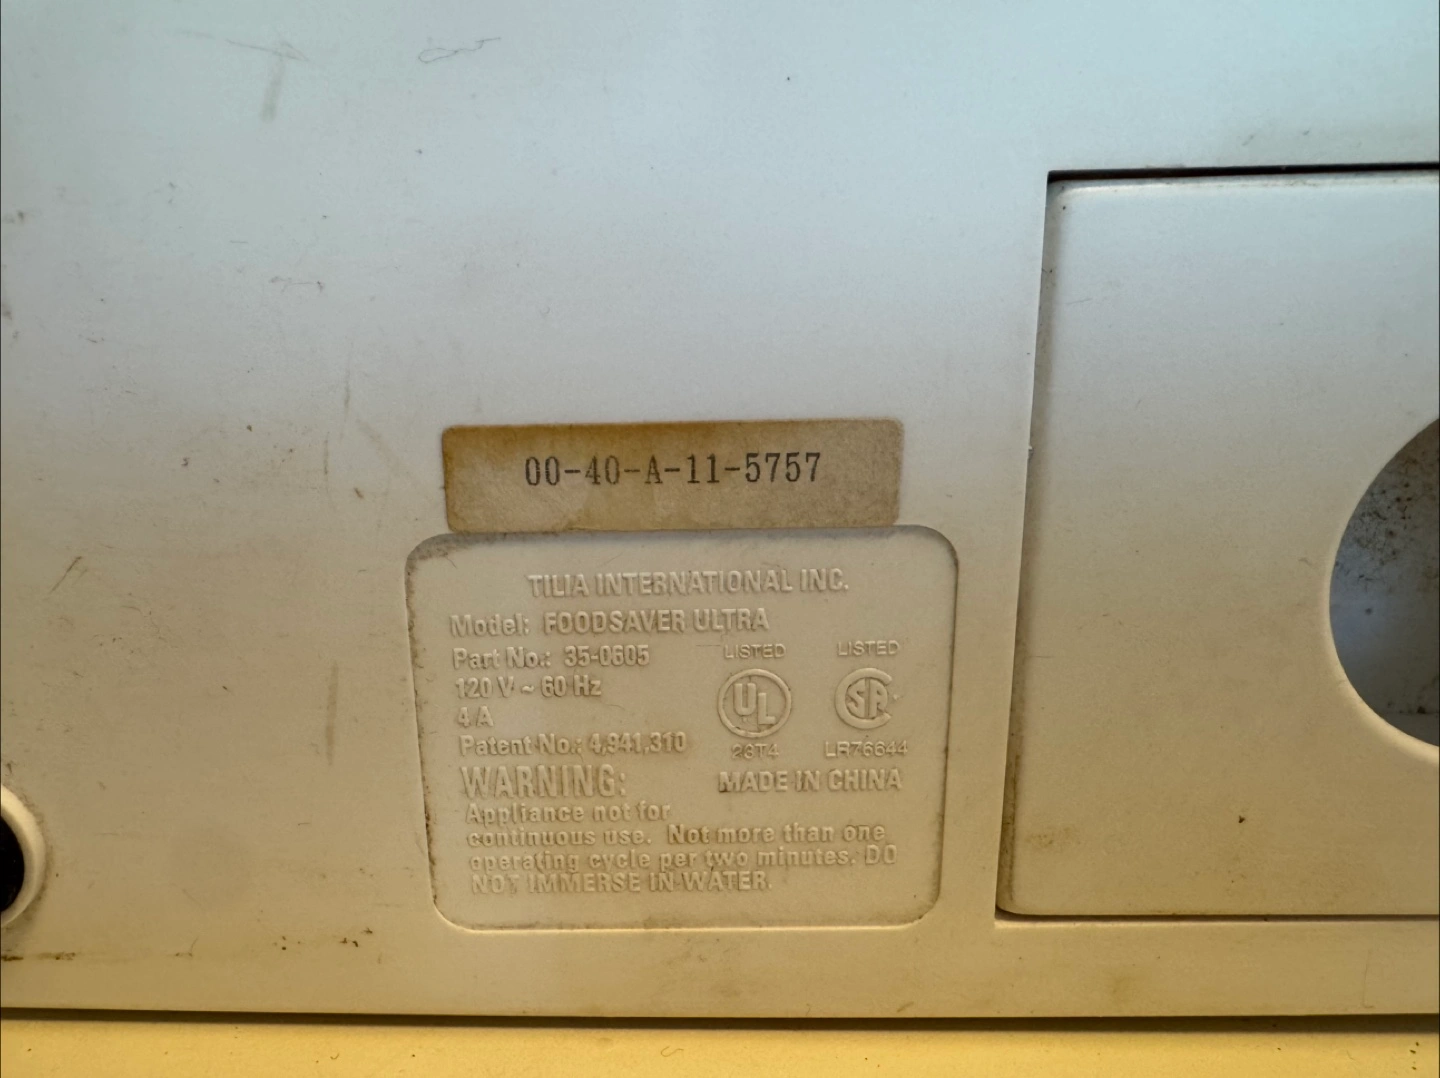 00-40-A-11-5757
TILIA INTERNATIONAL INC.
Model: FOODSAVER ULTRA
Part No.: 35-0605
120 V ~ 60 Hz
4 A
Patent No.: 4,941,310
LISTED
UL
23T4
LISTED
SA
LR76644
MADE IN CHINA
WARNING:
Appliance not for
continuous use. Not more than one
operating cycle per two minutes. DO
NOT IMMERSE IN WATER.